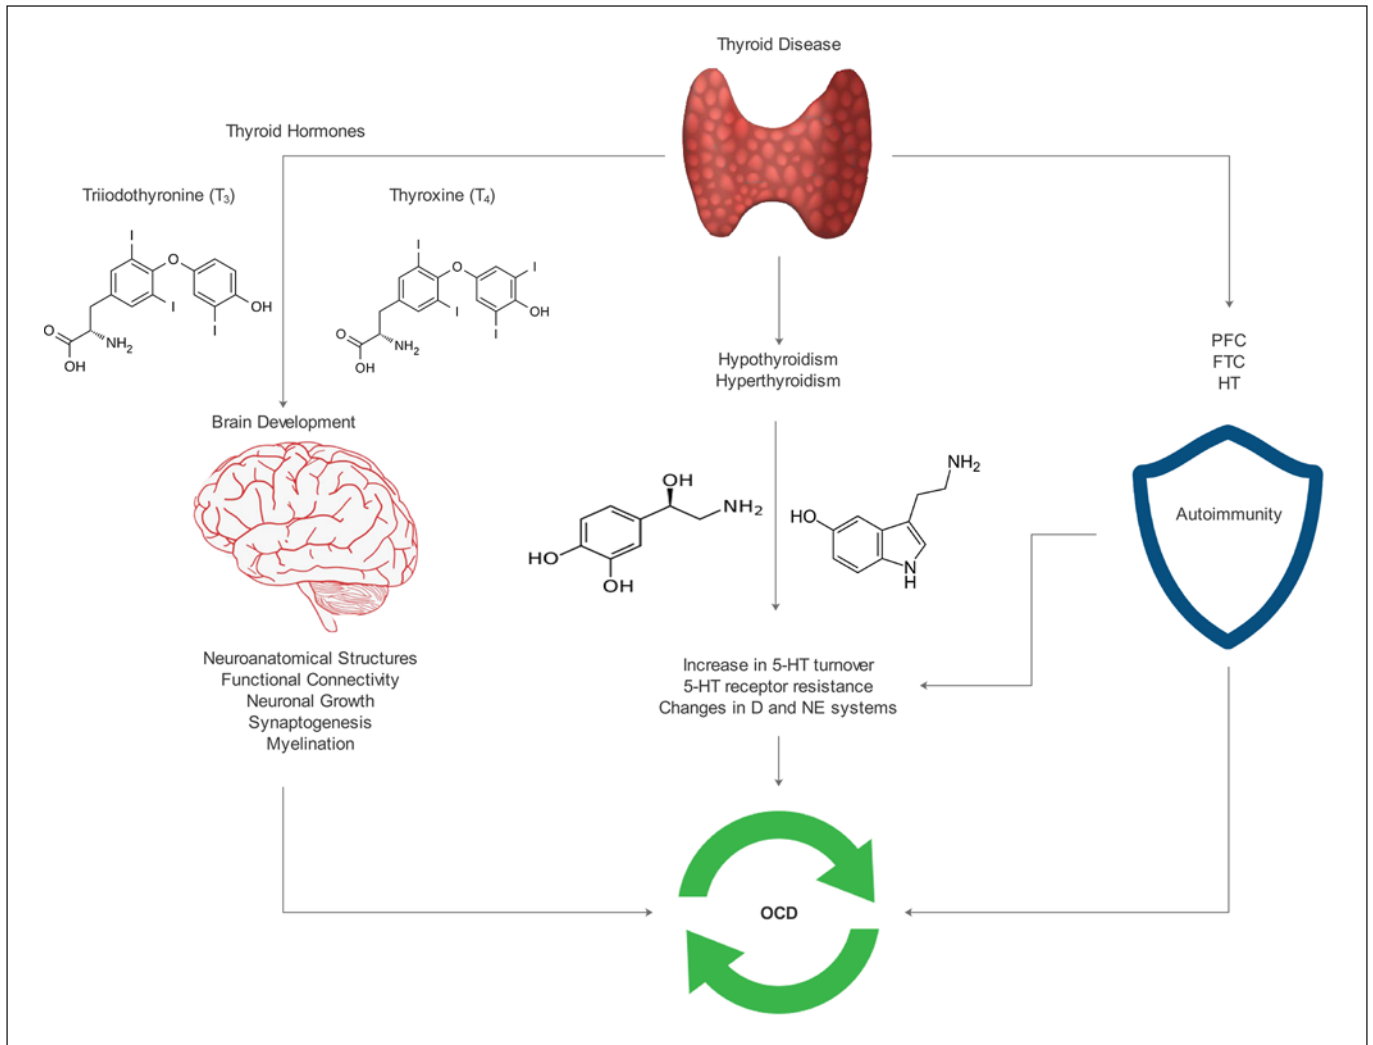 Thyroid Disease
Thyroid Hormones
Triiodothyronine (T₃)
Thyroxine (T₄)
I
O
I
I
OH
O
NH₂
OH
I
O
I
I
I
OH
O
NH₂
OH
Brain Development
Neuroanatomical Structures
Functional Connectivity
Neuronal Growth
Synaptogenesis
Myelination
Hypothyroidism
Hyperthyroidism
OH
NH₂
HO
OH
NH₂
HO
N
H
Increase in 5-HT turnover
5-HT receptor resistance
Changes in D and NE systems
PFC
FTC
HT
Autoimmunity
OCD